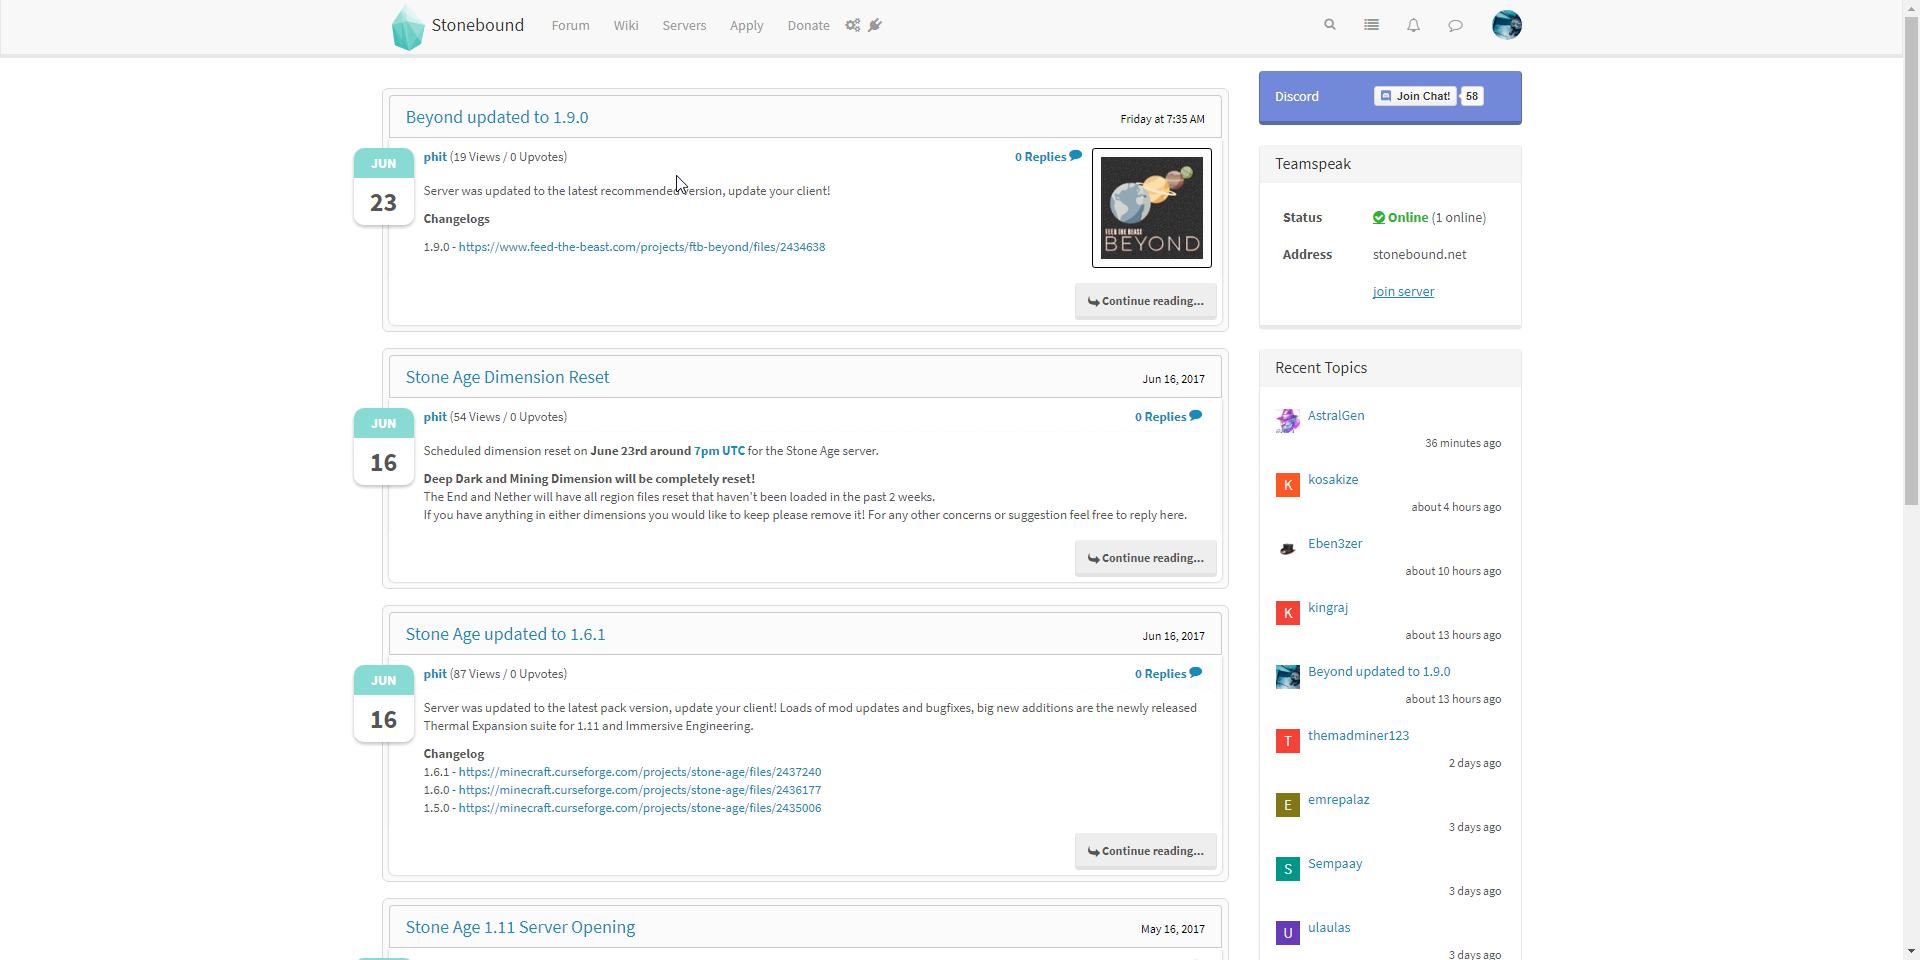 Stonebound Forum Wiki Servers Apply Donate
Beyond updated to 1.9.0
Friday at 7:35 AM
JUN
23
phit (19 Views / 0 Upvotes)
0 Replies
Server was updated to the latest recommended version, update your client!
Changelogs
1.9.0 - https://www.feed-the-beast.com/projects/ftb-beyond/files/2434638
FEED THE BEAST
BEYOND
Continue reading...
Stone Age Dimension Reset
Jun 16, 2017
JUN
16
phit (54 Views / 0 Upvotes)
0 Replies
Scheduled dimension reset on June 23rd around 7pm UTC for the Stone Age server.
Deep Dark and Mining Dimension will be completely reset!
The End and Nether will have all region files reset that haven't been loaded in the past 2 weeks.
If you have anything in either dimensions you would like to keep please remove it! For any other concerns or suggestion feel free to reply here.
Continue reading...
Stone Age updated to 1.6.1
Jun 16, 2017
JUN
16
phit (87 Views / 0 Upvotes)
0 Replies
Server was updated to the latest pack version, update your client! Loads of mod updates and bugfixes, big new additions are the newly released
Thermal Expansion suite for 1.11 and Immersive Engineering.
Changelog
1.6.1 - https://minecraft.curseforge.com/projects/stone-age/files/2437240
1.6.0 - https://minecraft.curseforge.com/projects/stone-age/files/2436177
1.5.0 - https://minecraft.curseforge.com/projects/stone-age/files/2435006
Continue reading...
Stone Age 1.11 Server Opening
May 16, 2017
Discord
Join Chat! 58
Teamspeak
Status Online (1 online)
Address stonebound.net
join server
Recent Topics
AstralGen
36 minutes ago
K kosakize
about 4 hours ago
Eben3zer
about 10 hours ago
K kingraj
about 13 hours ago
Beyond updated to 1.9.0
about 13 hours ago
T themadminer123
2 days ago
E emrepalaz
3 days ago
S Sempaay
3 days ago
U ulaulas
3 days ago